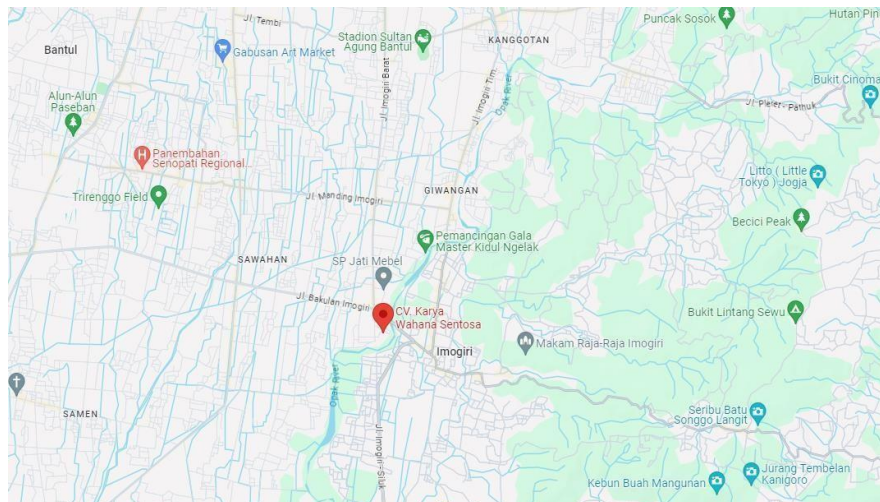 Jl. Tembi
Puncak Sosok
Hutan Pin
Stadion Sultan
Agung Bantul
KANGGOTAN
Bantul
Gabusan Art Market
Jl. Imogiri Barat
Jl. Imogiri Tim.
Opak River
Bukit Cinoma
Alun-Alun
Paseban
Jl. Pleret - Pathuk
Panembahan
Senopati Regional...
Litto ( Little
Tokyo ) Jogja
Trirenggo Field
Jl. Manding Imogiri
GIWANGAN
Becici Peak
Pemancingan Gala
Master Kidul Ngelak
SAWAHAN
SP Jati Mebel
Jl. Bakulan Imogiri
CV. Karya
Wahana Sentosa
Bukit Lintang Sewu
Imogiri
Makam Raja-Raja Imogiri
Opak River
SAMEN
Seribu Batu
Songgo Langit
Jl. Imogiri - Siluk
Kebun Buah Mangunan
Jurang Tembelan
Kanigoro